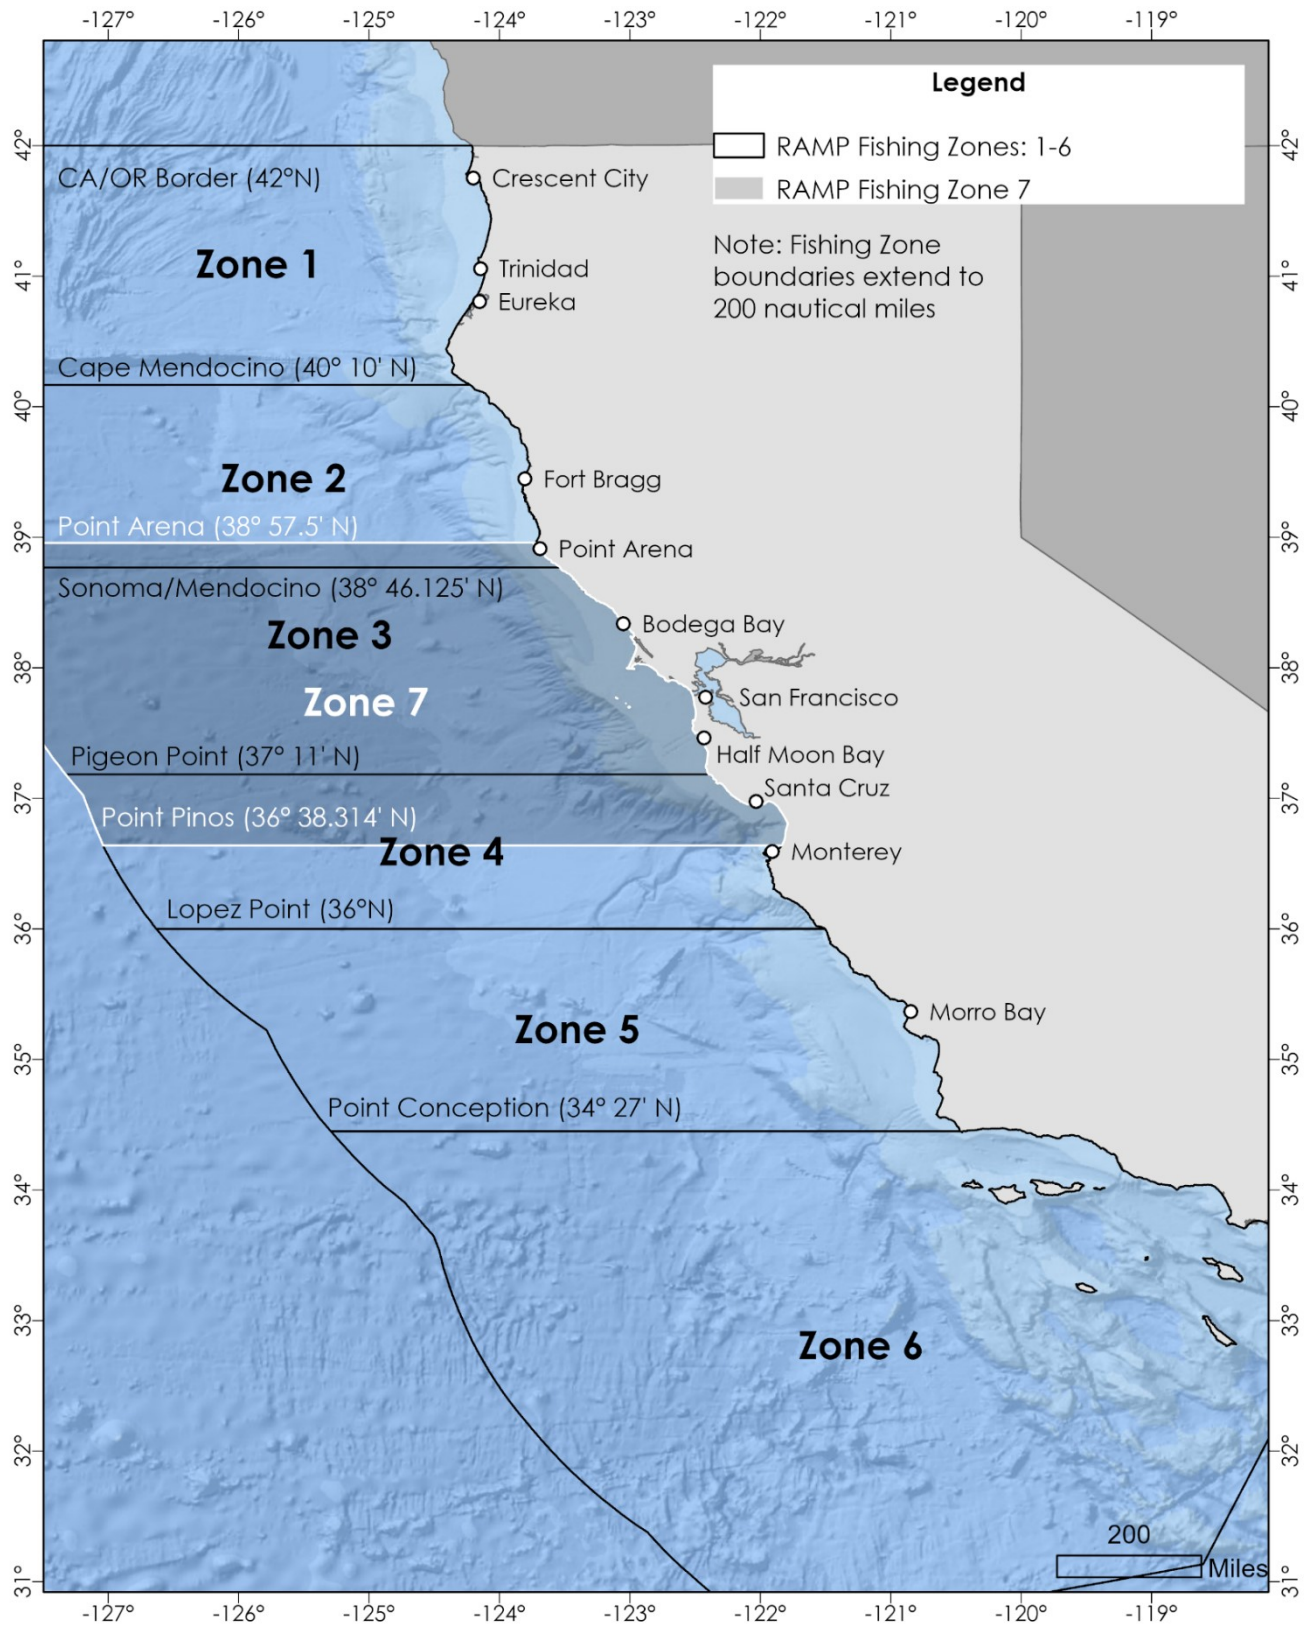 -127° -126° -125° -124° -123° -122° -121° -120° -119°
Legend
42° 42°
RAMP Fishing Zones: 1-6
CA/OR Border (42°N)
Crescent City
RAMP Fishing Zone 7
Note: Fishing Zone
boundaries extend to
200 nautical miles
Zone 1
Trinidad
41° 41°
Eureka
Cape Mendocino (40° 10' N)
40° 40°
Zone 2
Fort Bragg
Point Arena (38° 57.5' N)
39° 39°
Point Arena
Sonoma/Mendocino (38° 46.125' N)
Bodega Bay
Zone 3
38° 38°
Zone 7
San Francisco
Pigeon Point (37° 11' N)
Half Moon Bay
Santa Cruz
37° 37°
Point Pinos (36° 38.314' N)
Zone 4
Monterey
Lopez Point (36°N)
36° 36°
Morro Bay
Zone 5
35° 35°
Point Conception (34° 27' N)
34° 34°
33° 33°
Zone 6
32° 32°
200
Miles
31° 31°
-127° -126° -125° -124° -123° -122° -121° -120° -119°